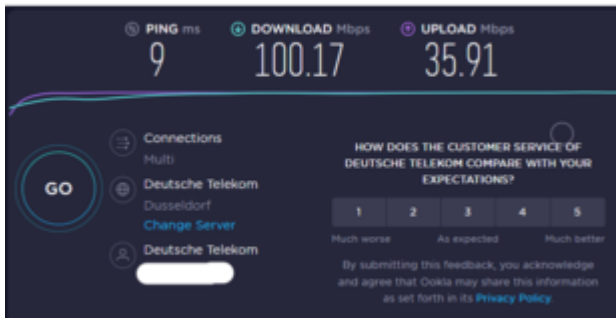 PING ms
DOWNLOAD Mbps
UPLOAD Mbps
9
100.17
35.91
GO
Connections
Multi
Deutsche Telekom
Dusseldorf
Change Server
Deutsche Telekom
HOW DOES THE CUSTOMER SERVICE OF
DEUTSCHE TELEKOM COMPARE WITH YOUR
EXPECTATIONS?
1 2 3 4 5
Much worse As expected Much better
By submitting this feedback, you acknowledge
and agree that Ookla may share this information
as set forth in its Privacy Policy.